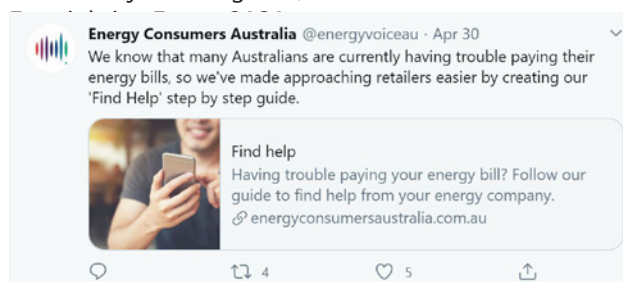 Energy Consumers Australia @energyvoiceau · Apr 30
We know that many Australians are currently having trouble paying their
energy bills, so we've made approaching retailers easier by creating our
'Find Help' step by step guide.
Find help
Having trouble paying your energy bill? Follow our
guide to find help from your energy company.
energyconsumersaustralia.com.au
4 5